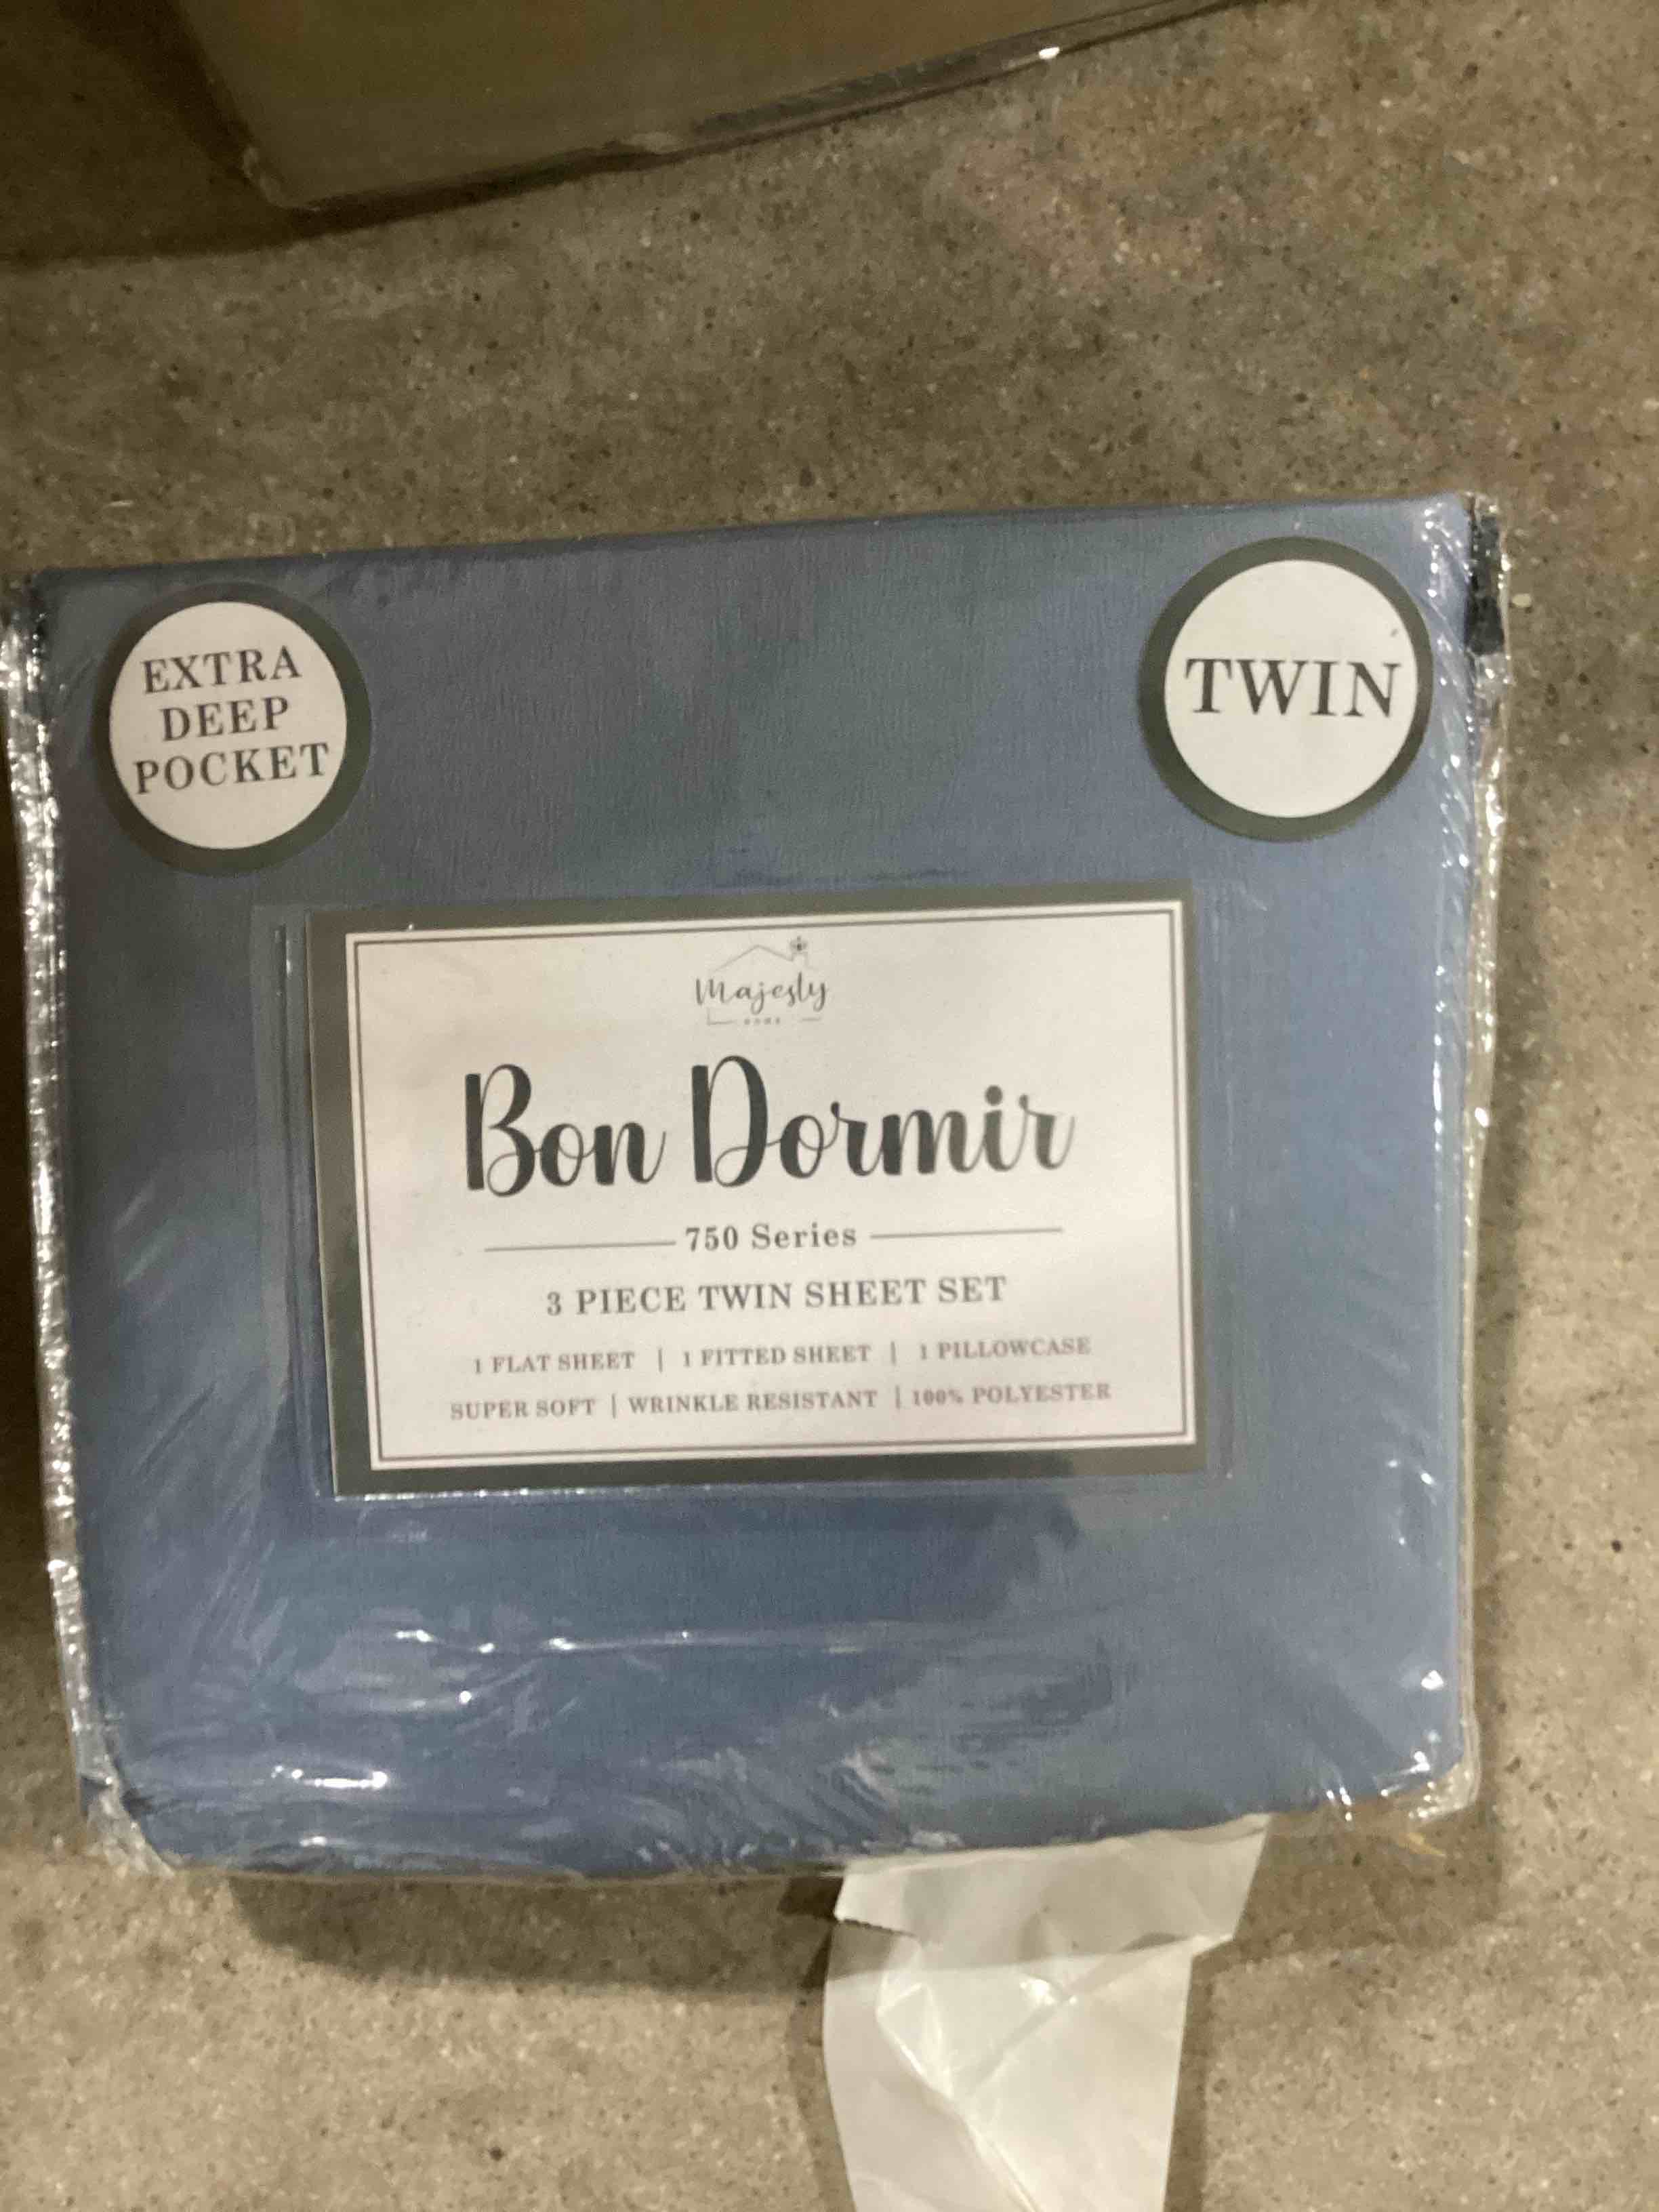 EXTRA
DEEP
POCKET
TWIN
Majesty
HOME
Bon Dormir
750 Series
3 PIECE TWIN SHEET SET
1 FLAT SHEET | 1 FITTED SHEET | 1 PILLOWCASE
SUPER SOFT | WRINKLE RESISTANT | 100% POLYESTER